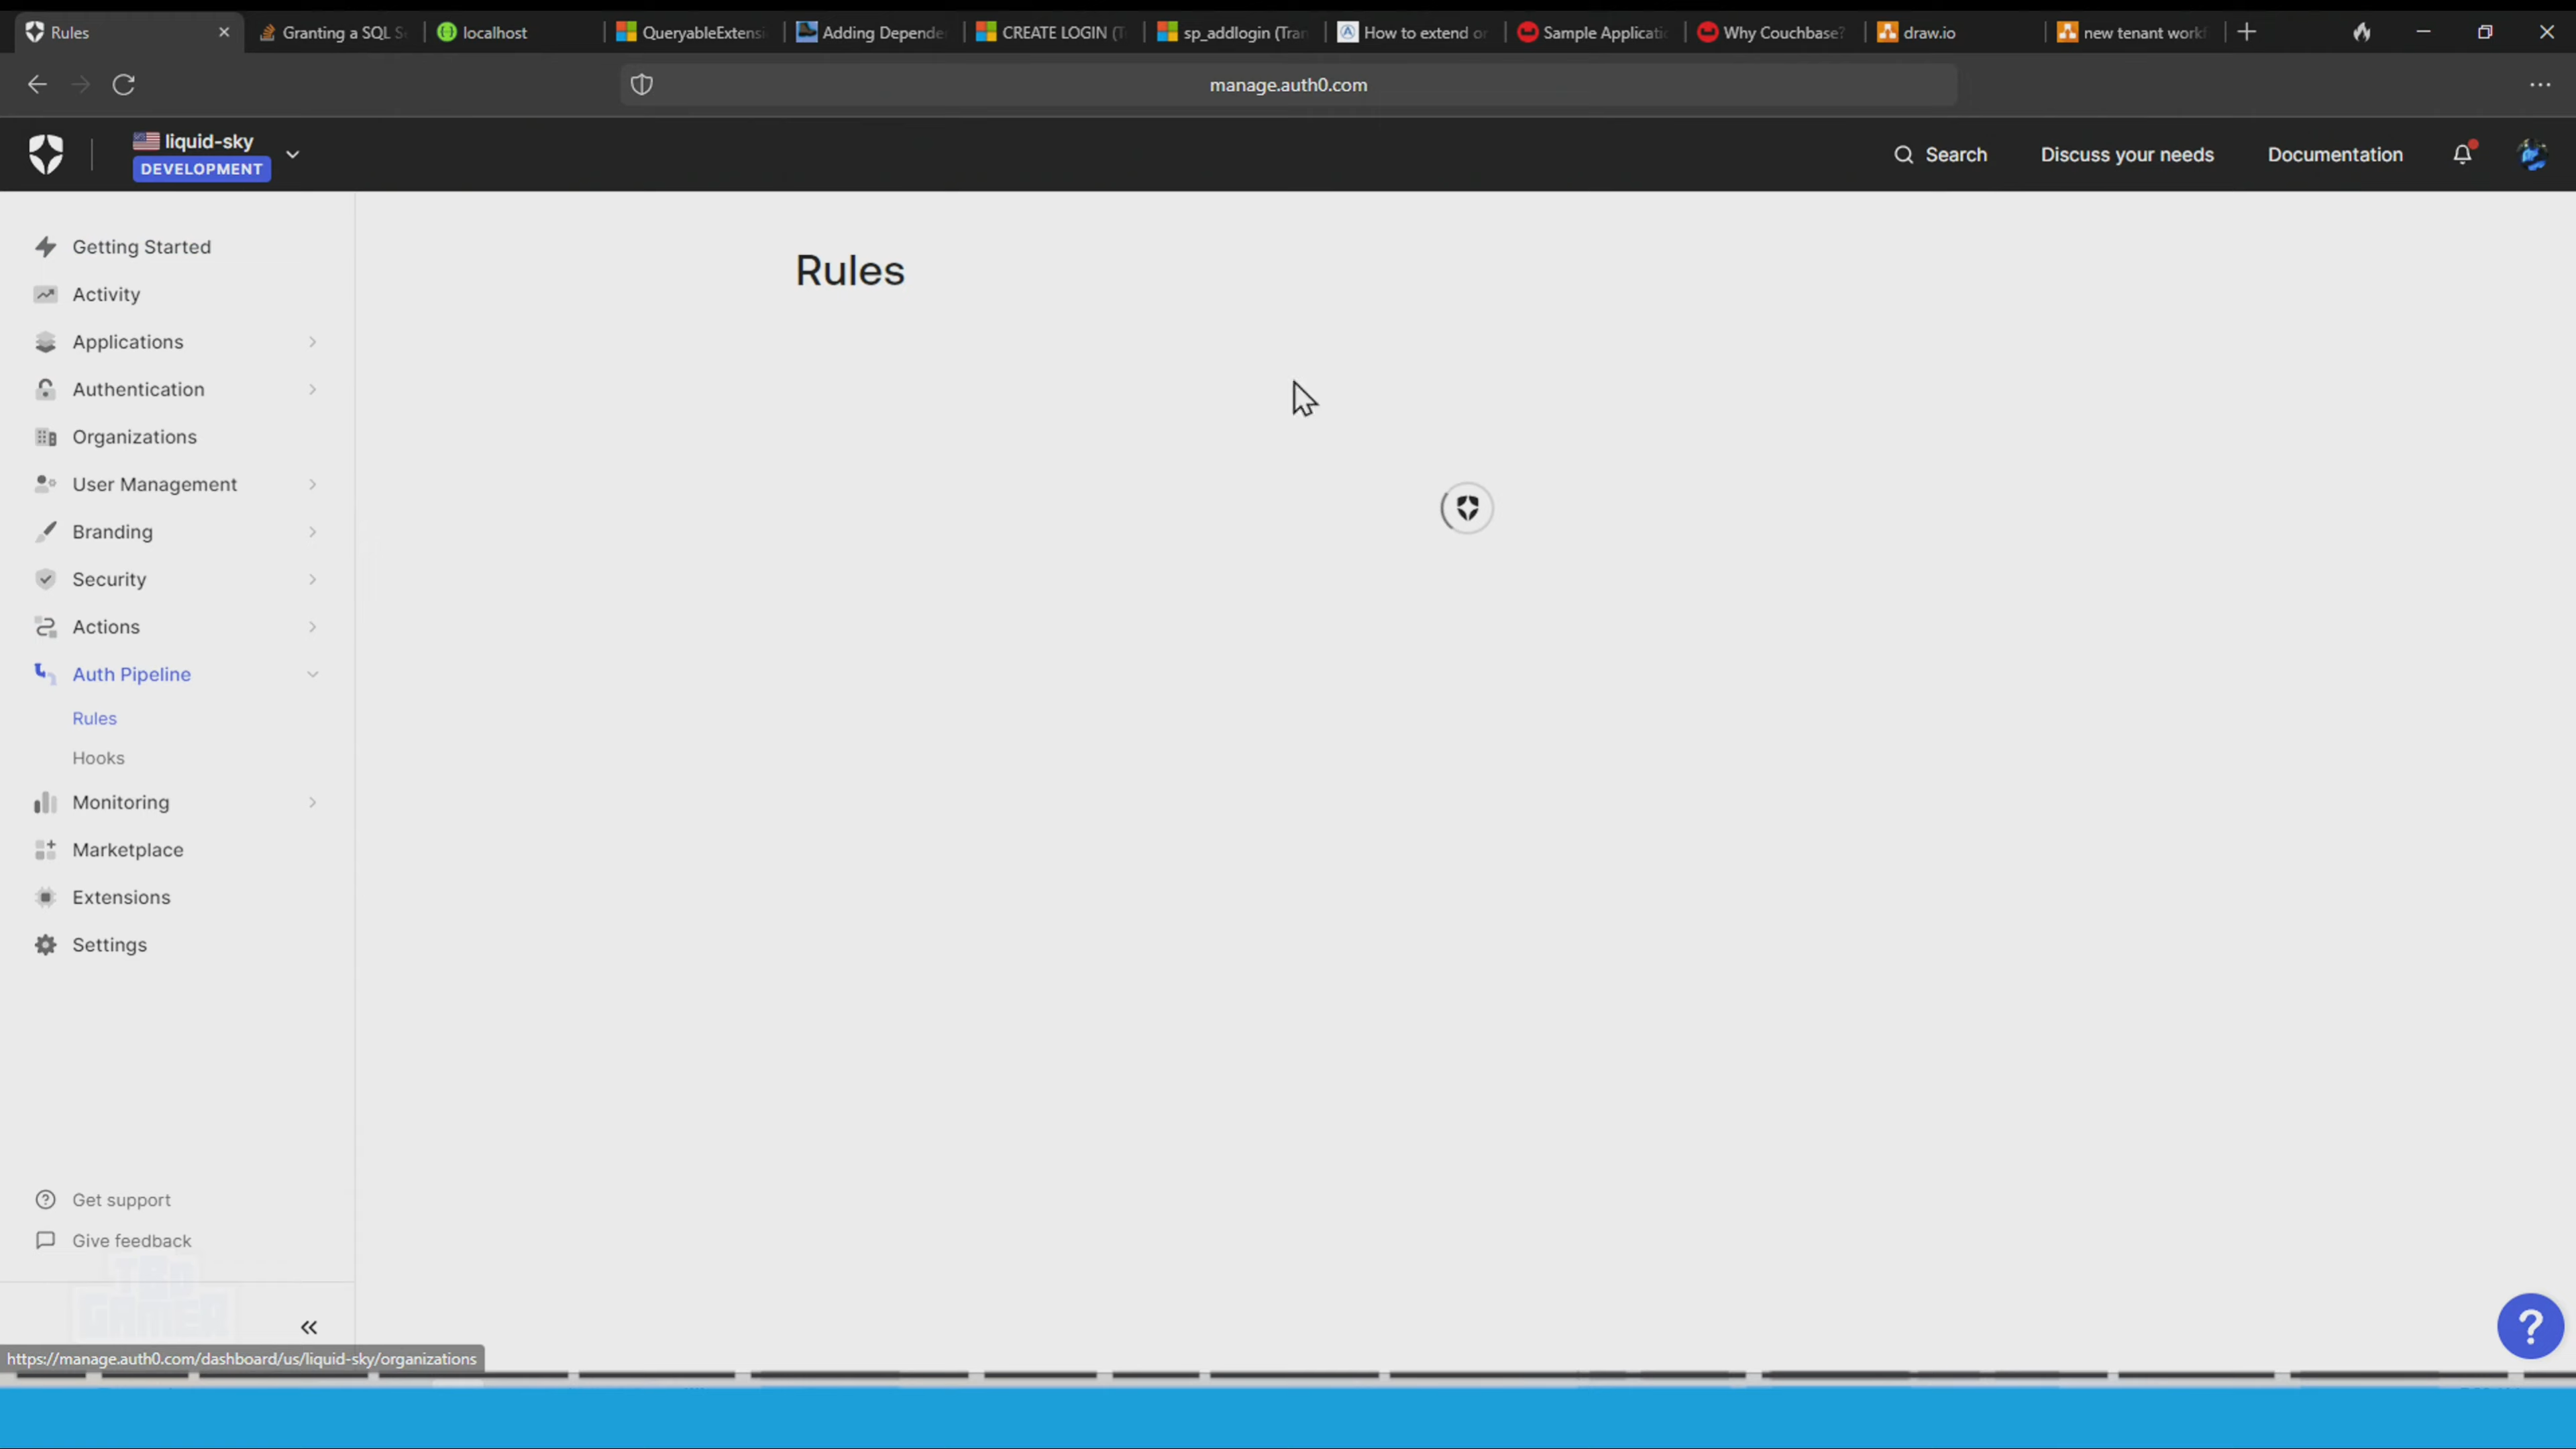 Rules
Granting a SQL Se
localhost
QueryableExtensi
Adding Depende
CREATE LOGIN (T
sp_addlogin (Tran
How to extend or
Sample Applicati
Why Couchbase?
draw.io
new tenant workf
manage.auth0.com
liquid-sky
DEVELOPMENT
Search
Discuss your needs
Documentation
Getting Started
Activity
Applications
Authentication
Organizations
User Management
Branding
Security
Actions
Auth Pipeline
Rules
Hooks
Monitoring
Marketplace
Extensions
Settings
Rules
Get support
Give feedback
GAMER
https://manage.auth0.com/dashboard/us/liquid-sky/organizations